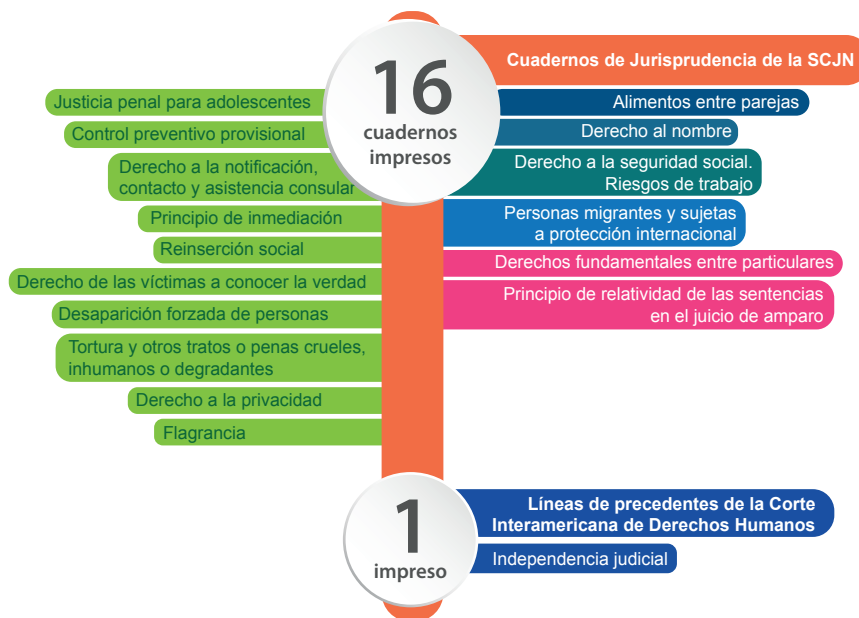 16
cuadernos
impresos
Cuadernos de Jurisprudencia de la SCJN
Justicia penal para adolescentes
Control preventivo provisional
Derecho a la notificación,
contacto y asistencia consular
Principio de inmediación
Reinserción social
Derecho de las víctimas a conocer la verdad
Desaparición forzada de personas
Tortura y otros tratos o penas crueles,
inhumanos o degradantes
Derecho a la privacidad
Flagrancia
Alimentos entre parejas
Derecho al nombre
Derecho a la seguridad social.
Riesgos de trabajo
Personas migrantes y sujetas
a protección internacional
Derechos fundamentales entre particulares
Principio de relatividad de las sentencias
en el juicio de amparo
1
impreso
Líneas de precedentes de la Corte
Interamericana de Derechos Humanos
Independencia judicial